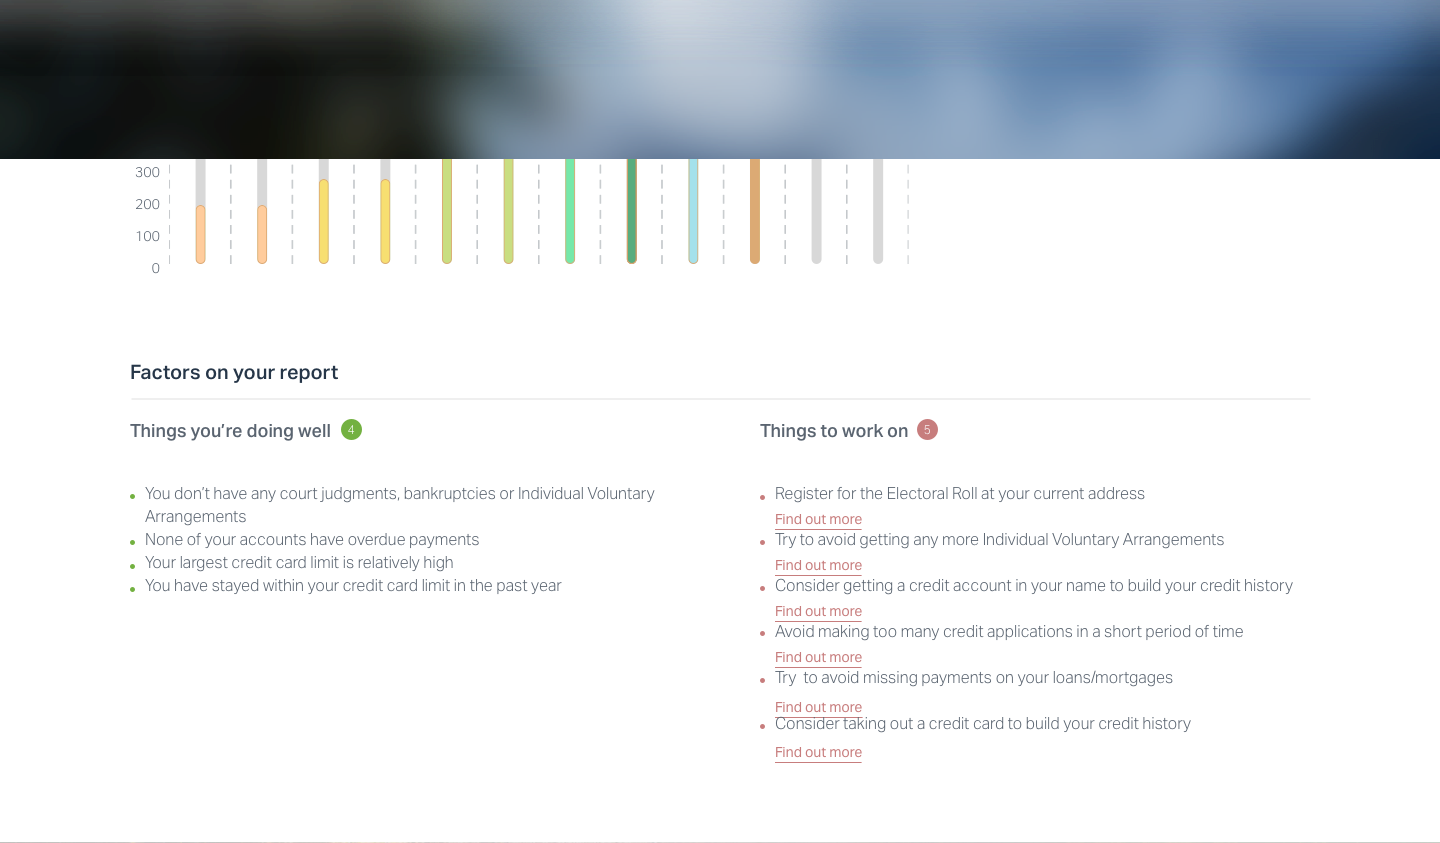 300
200
100
0
Factors on your report
Things you’re doing well 4
You don’t have any court judgments, bankruptcies or Individual Voluntary
Arrangements
None of your accounts have overdue payments
Your largest credit card limit is relatively high
You have stayed within your credit card limit in the past year
Things to work on 5
Register for the Electoral Roll at your current address
Find out more
Try to avoid getting any more Individual Voluntary Arrangements
Find out more
Consider getting a credit account in your name to build your credit history
Find out more
Avoid making too many credit applications in a short period of time
Find out more
Try  to avoid missing payments on your loans/mortgages
Find out more
Consider taking out a credit card to build your credit history
Find out more